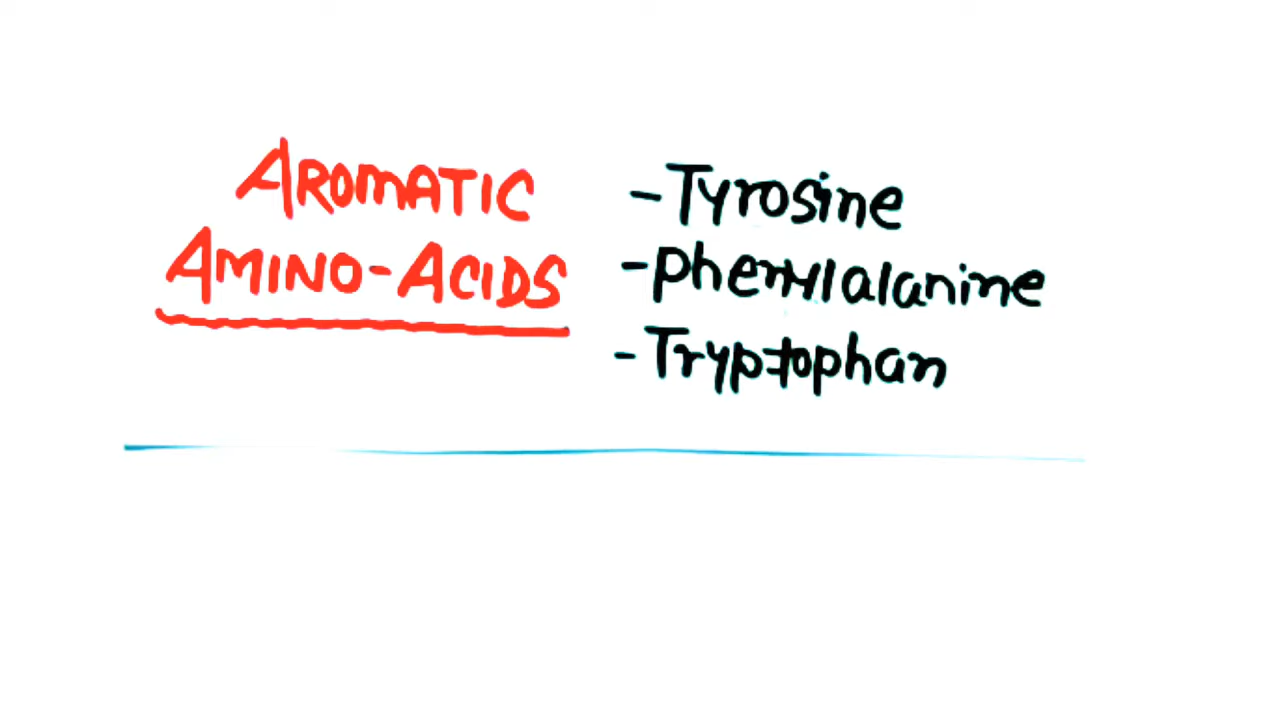 AROMATIC
AMINO-ACIDS
-Tyrosine
-phenylalanine
-Tryptophan